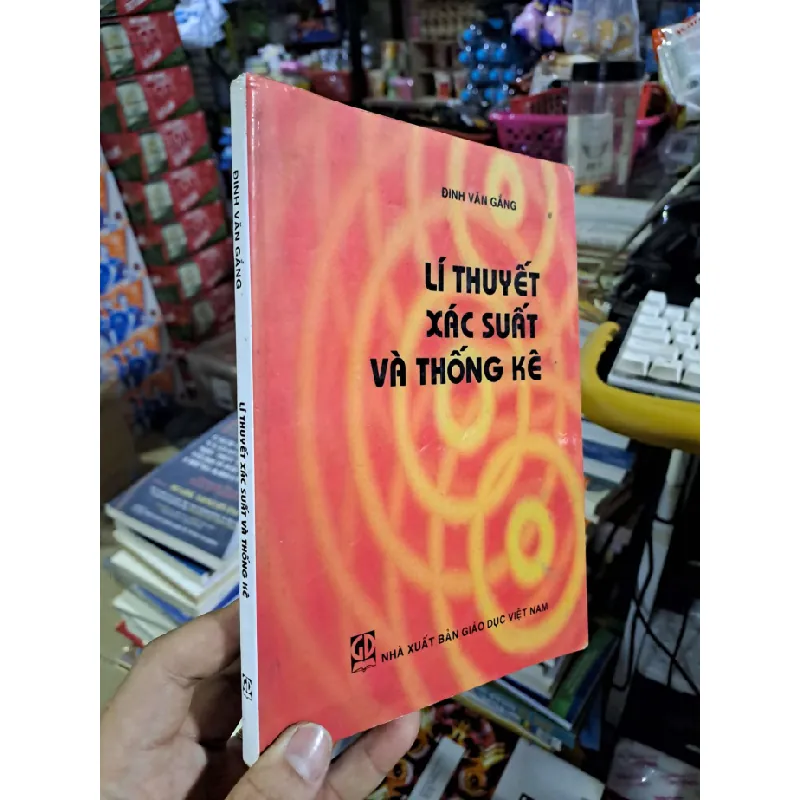 ĐINH VĂN GẮNG
LÍ THUYẾT
XÁC SUẤT
VÀ THỐNG KÊ
GD
NHÀ XUẤT BẢN GIÁO DỤC VIỆT NAM
ĐINH VĂN GẮNG
LÍ THUYẾT XÁC SUẤT VÀ THỐNG KÊ